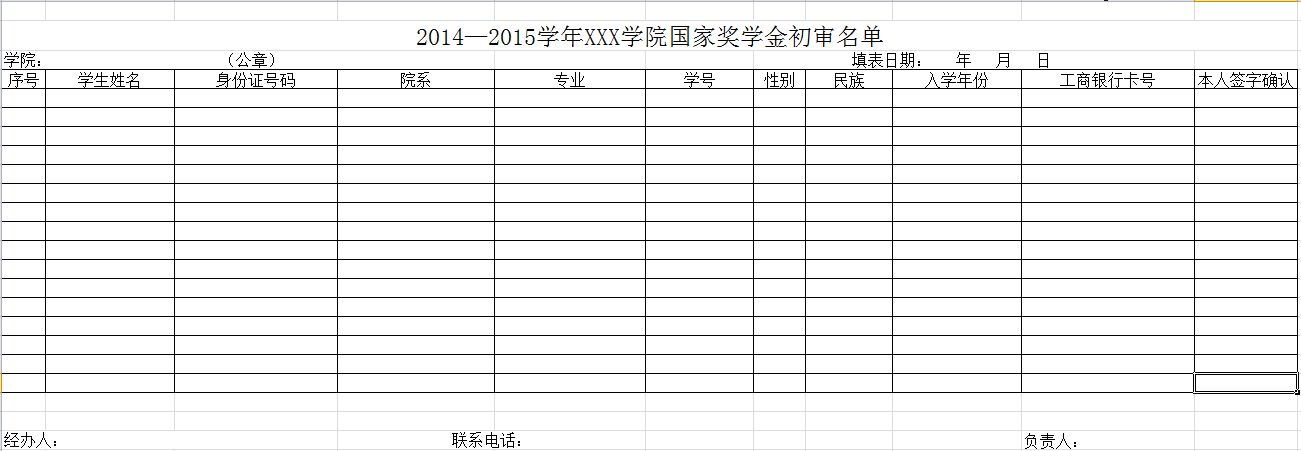 2014—2015学年XXX学院国家奖学金初审名单
学院： （公章） 填表日期： 年 月 日
序号 学生姓名 身份证号码 院系 专业 学号 性别 民族 入学年份 工商银行卡号 本人签字确认
经办人： 联系电话： 负责人：